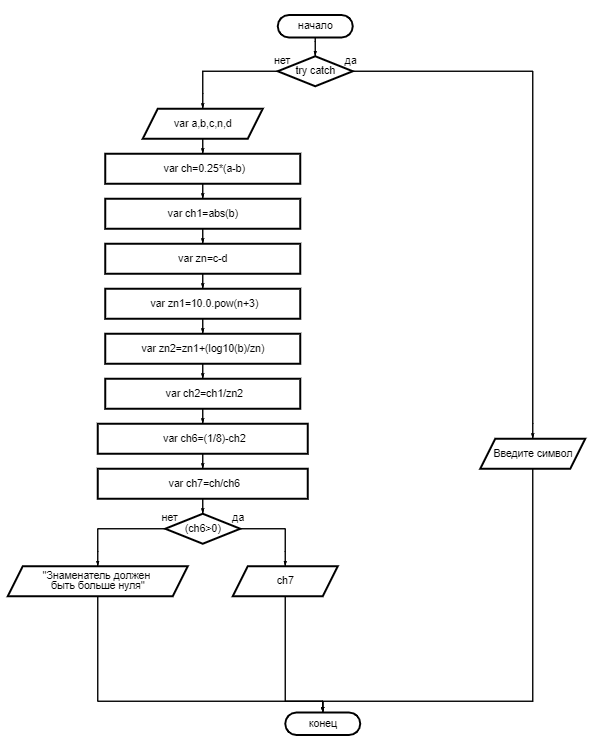 начало
нет
да
try catch
var a,b,c,n,d
var ch=0.25*(a-b)
var ch1=abs(b)
var zn=c-d
var zn1=10.0.pow(n+3)
var zn2=zn1+(log10(b)/zn)
var ch2=ch1/zn2
var ch6=(1/8)-ch2
Введите символ
var ch7=ch/ch6
нет
да
(ch6>0)
"Знаменатель должен
быть больше нуля"
ch7
конец